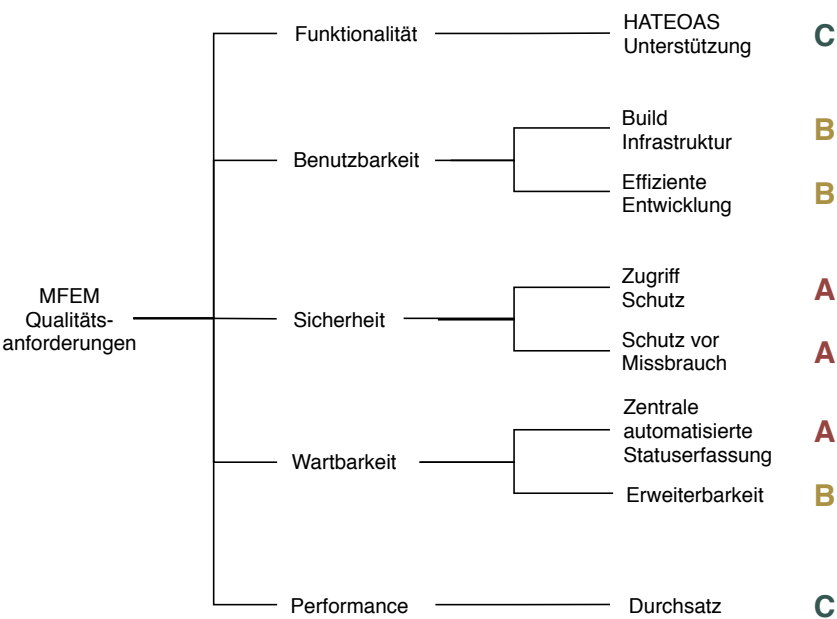 MFEM
Qualitäts-
anforderungen
Funktionalität
HATEOAS
Unterstützung
C
Benutzbarkeit
Build
Infrastruktur
B
Effiziente
Entwicklung
B
Sicherheit
Zugriff
Schutz
A
Schutz vor
Missbrauch
A
Wartbarkeit
Zentrale
automatisierte
Statuserfassung
A
Erweiterbarkeit
B
Performance
Durchsatz
C